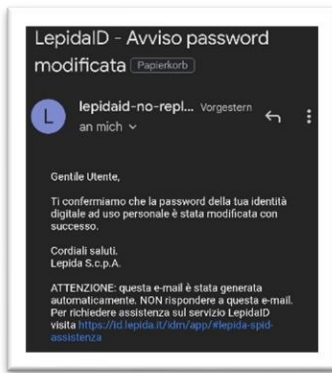 LepidaID - Avviso password
modificata Papierkorb
L
lepidaid-no-repl... Vorgestern
an mich
Gentile Utente,
Ti confermiamo che la password della tua identità
digitale ad uso personale è stata modificata con
successo.
Cordiali saluti.
Lepida S.c.p.A.
ATTENZIONE: questa e-mail è stata generata
automaticamente. NON rispondere a questa e-mail.
Per richiedere assistenza sul servizio LepidaID
visita https://id.lepida.it/idm/app/#lepida-spid-
assistenza